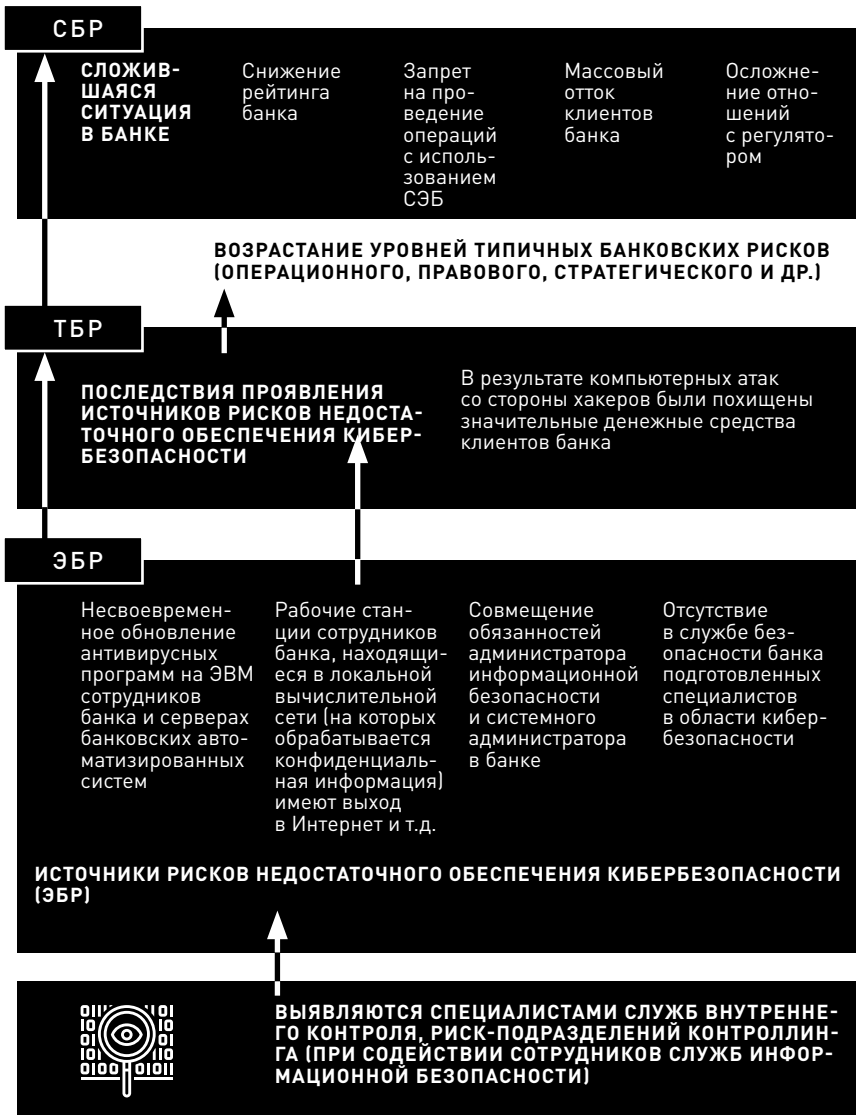 СБР
СЛОЖИВ-
ШАЯСЯ
СИТУАЦИЯ
В БАНКЕ
Снижение
рейтинга
банка
Запрет
на про-
ведение
операций
с исполь-
зованием
СЭБ
Массовый
отток
клиентов
банка
Осложне-
ние отно-
шений
с регулято-
ром
ВОЗРАСТАНИЕ УРОВНЕЙ ТИПИЧНЫХ БАНКОВСКИХ РИСКОВ
(ОПЕРАЦИОННОГО, ПРАВОВОГО, СТРАТЕГИЧЕСКОГО И ДР.)
ТБР
ПОСЛЕДСТВИЯ ПРОЯВЛЕНИЯ
ИСТОЧНИКОВ РИСКОВ НЕДОСТА-
ТОЧНОГО ОБЕСПЕЧЕНИЯ КИБЕР-
БЕЗОПАСНОСТИ
В результате компьютерных атак
со стороны хакеров были похищены
значительные денежные средства
клиентов банка
ЭБР
Несвоевремен-
ное обновление
антивирусных
программ на ЭВМ
сотрудников
банка и серверах
банковских авто-
матизированных
систем
Рабочие стан-
ции сотрудников
банка, находящи-
еся в локальной
вычислительной
сети (на которых
обрабатывается
конфиденциаль-
ная информация)
имеют выход
в Интернет и т.д.
Совмещение
обязанностей
администратора
информационной
безопасности
и системного
администратора
в банке
Отсутствие
в службе без-
опасности банка
подготовленных
специалистов
в области кибер-
безопасности
ИСТОЧНИКИ РИСКОВ НЕДОСТАТОЧНОГО ОБЕСПЕЧЕНИЯ КИБЕРБЕЗОПАСНОСТИ
(ЭБР)
ВЫЯВЛЯЮТСЯ СПЕЦИАЛИСТАМИ СЛУЖБ ВНУТРЕННЕ-
ГО КОНТРОЛЯ, РИСК-ПОДРАЗДЕЛЕНИЙ КОНТРОЛЛИН-
ГА (ПРИ СОДЕЙСТВИИ СОТРУДНИКОВ СЛУЖБ ИНФОР-
МАЦИОННОЙ БЕЗОПАСНОСТИ)